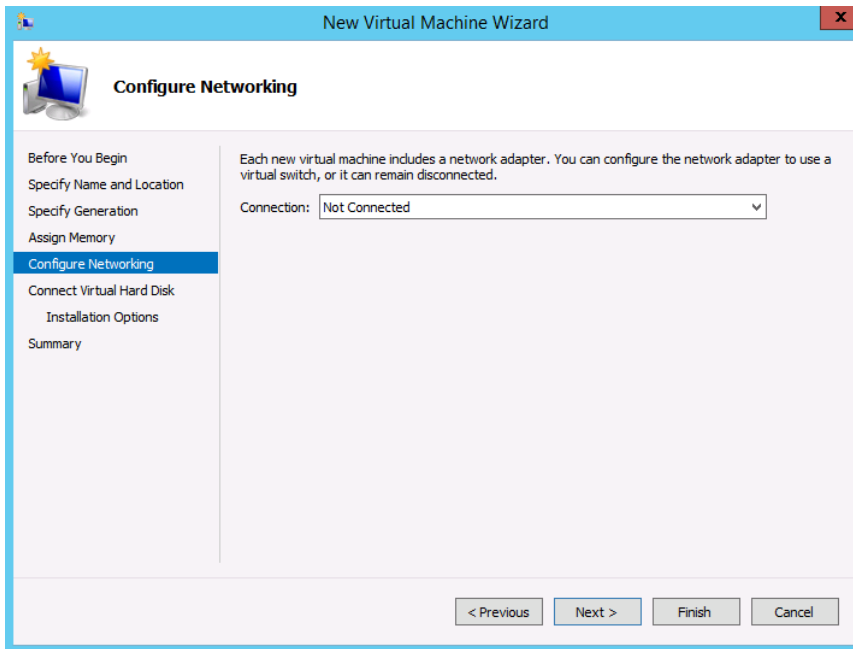 New Virtual Machine Wizard
x
Configure Networking
Before You Begin
Specify Name and Location
Specify Generation
Assign Memory
Configure Networking
Connect Virtual Hard Disk
Installation Options
Summary
Each new virtual machine includes a network adapter. You can configure the network adapter to use a
virtual switch, or it can remain disconnected.
Connection: Not Connected
< Previous Next > Finish Cancel